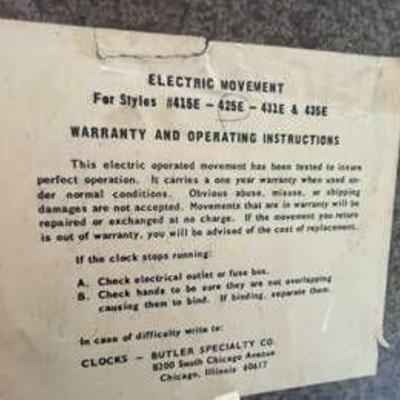 ELECTRIC MOVEMENT
For Styles #415E - 425E - 431E & 435E
WARRANTY AND OPERATING INSTRUCTIONS
This electric operated movement has been tested to insure
perfect operation. It carries a one year warranty when used un-
der normal conditions. Obvious abuse, misuse, or shipping
damages are not accepted. Movements that are in warranty will be
repaired or exchanged at no charge. If the movement you return
is out of warranty, you will be advised of the cost of replacement.
If the clock stops running:
A. Check electrical outlet or fuse box.
B. Check hands to be sure they are not overlapping
causing them to bind. If binding, separate them.
In case of difficulty write to:
CLOCKS - BUTLER SPECIALTY CO.
8200 South Chicago Avenue
Chicago, Illinois 60617